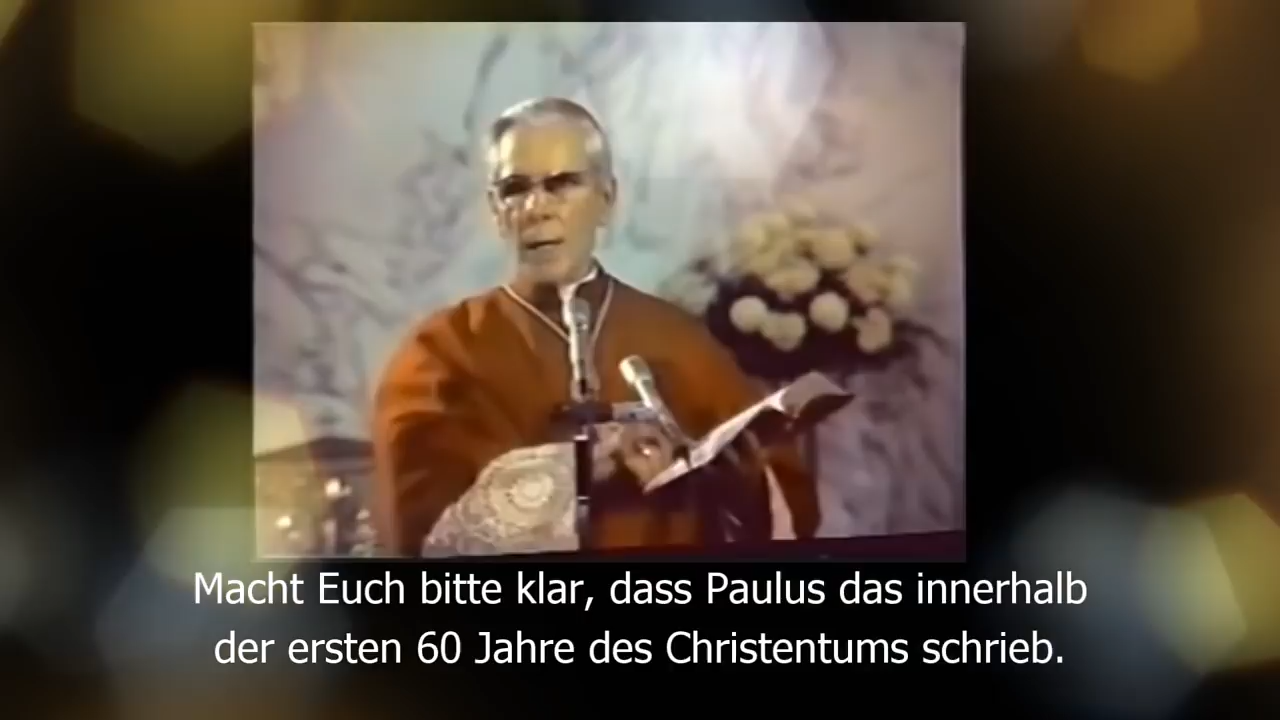 Macht Euch bitte klar, dass Paulus das innerhalb
der ersten 60 Jahre des Christentums schrieb.